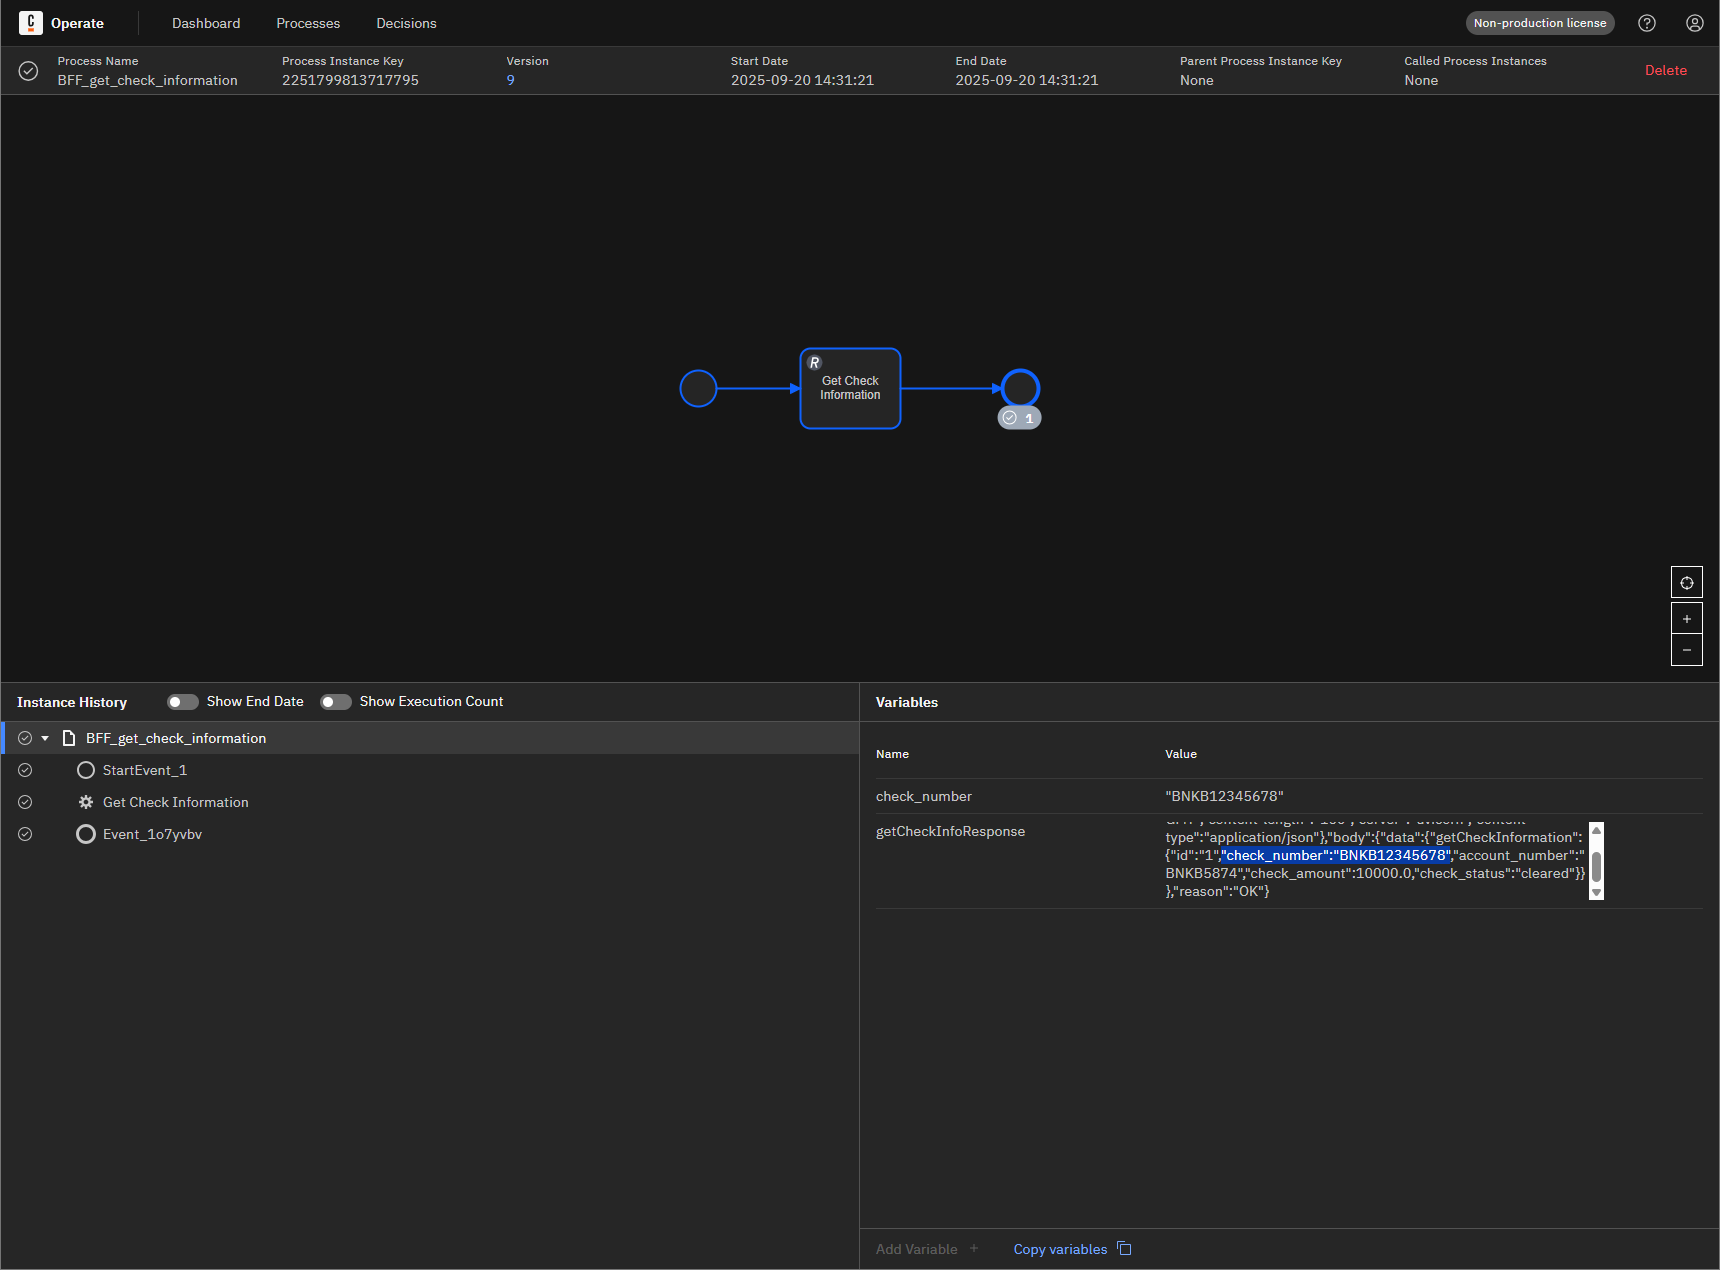 C Operate Dashboard Processes Decisions Non-production license
Process Name Process Instance Key Version Start Date End Date Parent Process Instance Key Called Process Instances
BFF_get_check_information 2251799813717795 9 2025-09-20 14:31:21 2025-09-20 14:31:21 None None Delete
R
Get Check
Information
1
Instance History Show End Date Show Execution Count
BFF_get_check_information
StartEvent_1
Get Check Information
Event_1o7yvbv
Variables
Name Value
check_number "BNKB12345678"
getCheckInfoResponse
type":"application/json"},"body":{"data":{"getCheckInformation":
{"id":"1","check_number":"BNKB12345678","account_number":"
BNKB5874","check_amount":10000.0,"check_status":"cleared"}}
},"reason":"OK"}
Add Variable + Copy variables